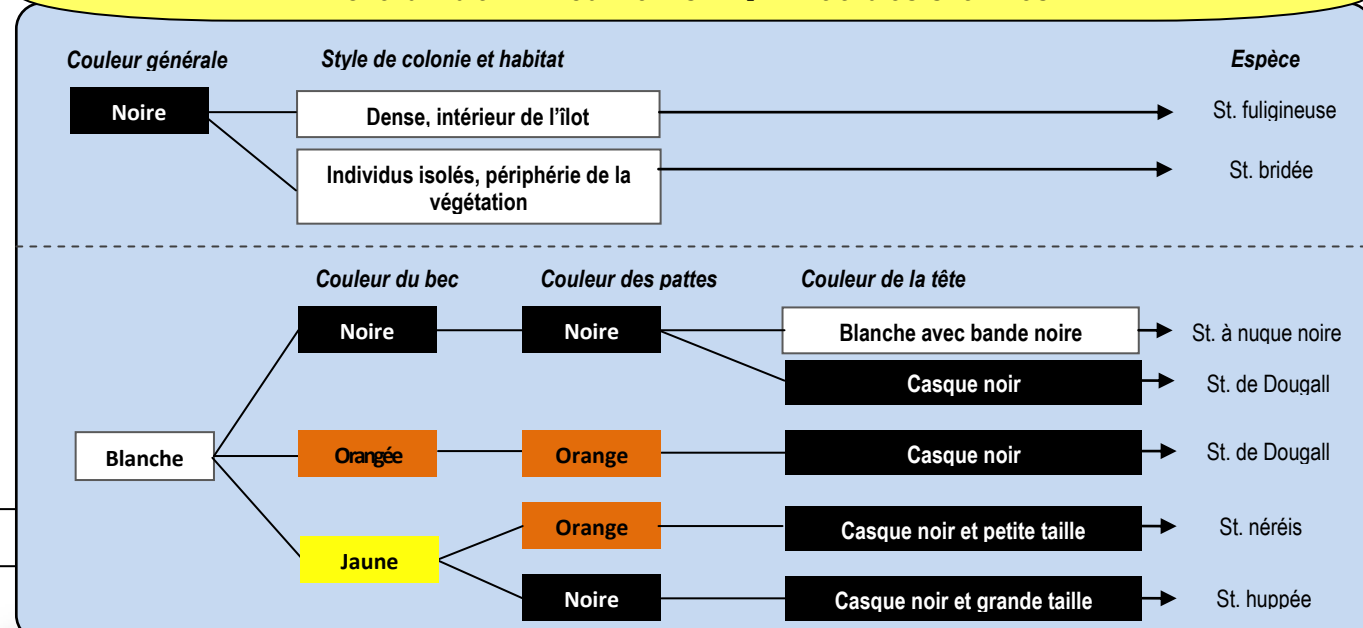 Couleur générale Style de colonie et habitat Espèce
Noire Dense, intérieur de l'îlot St. fuligineuse
Individus isolés, périphérie de la
végétation
St. bridée
Couleur du bec Couleur des pattes Couleur de la tête
Noire Noire Blanche avec bande noire St. à nuque noire
Casque noir St. de Dougall
Blanche Orangée Orange Casque noir St. de Dougall
Orange Casque noir et petite taille St. néréis
Jaune
Noire Casque noir et grande taille St. huppée